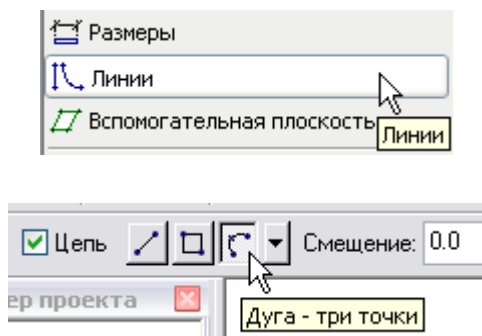 Размеры
Линии
Вспомогательная плоскость
Линии
Цепь Смещение: 0.0
ер проекта
Дуга - три точки